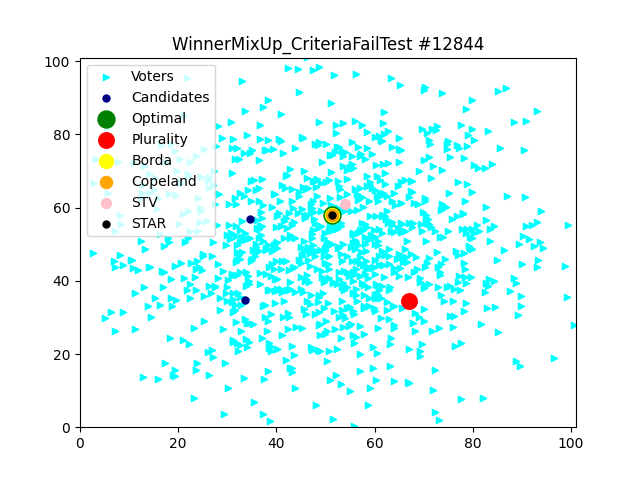 WinnerMixUp_CriteriaFailTest #12844
100
80
60
40
20
0
0 20 40 60 80 100
Voters
Candidates
Optimal
Plurality
Borda
Copeland
STV
STAR